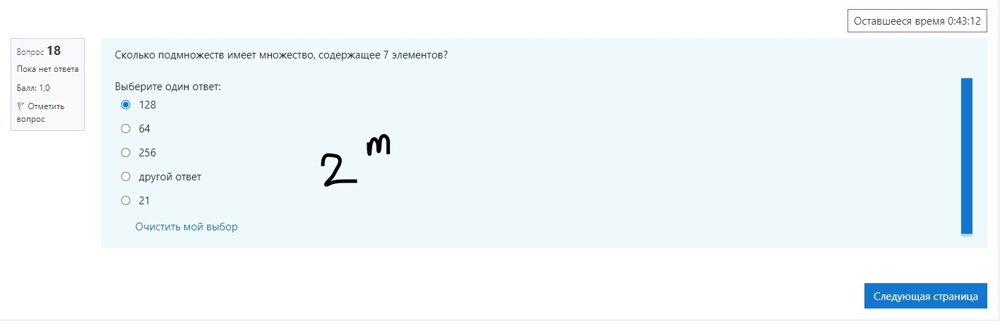 Оставшееся время 0:43:12
Вопрос 18
Пока нет ответа
Балл: 1,0
Отметить
вопрос
Сколько подмножеств имеет множество, содержащее 7 элементов?
Выберите один ответ:
128
64
256
другой ответ
21
2^m
Очистить мой выбор
Следующая страница